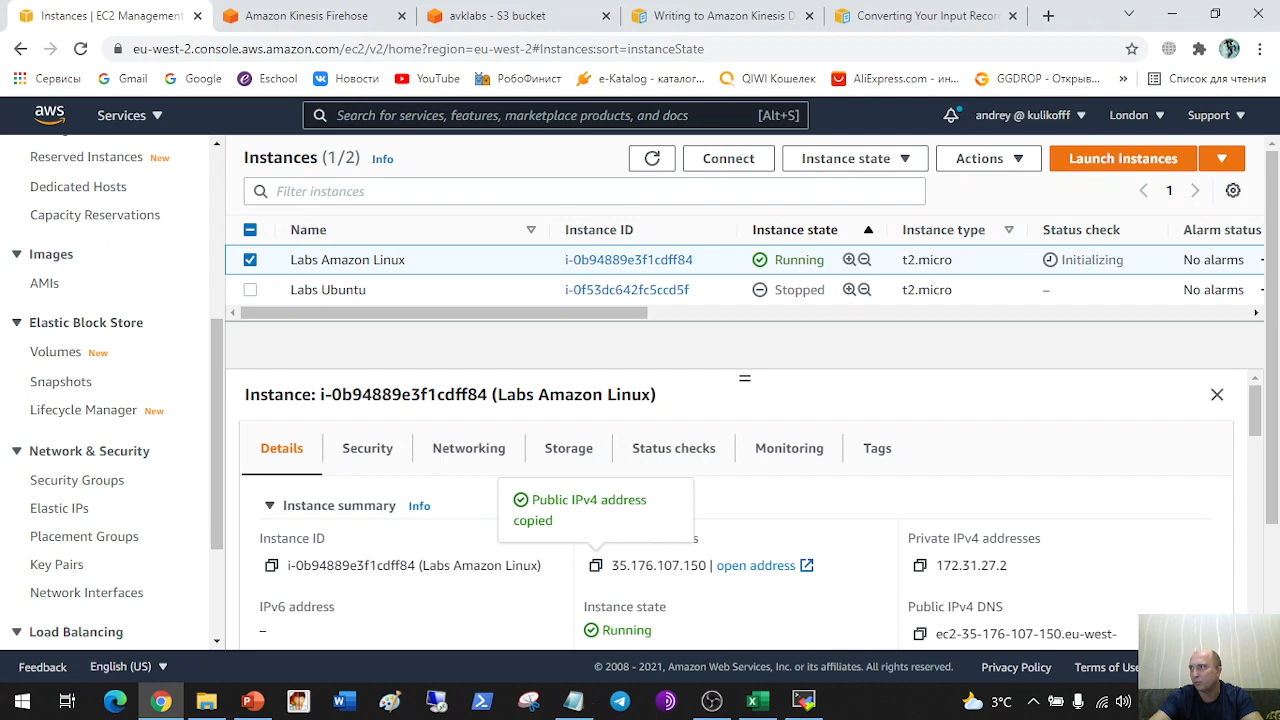 EC2 Management
Amazon Kinesis Firehose
avklabs - S3 bucket
Writing to Amazon Kinesis D
Converting Your Input Recor
eu-west-2.console.aws.amazon.com/ec2/v2/home?region=eu-west-2#Instances:sort=instanceState
Сервисы
Gmail
Google
Eschool
Новости
YouTube
РобоФинист
e-Katalog - каталог...
QIWI Кошелек
AliExpress.com - ин...
GGDROP - Открыв...
»
Список для чтения
aws
Services
Search for services, features, marketplace products, and docs
[Alt+S]
andrey @ kulikofff
London
Support
Reserved Instances New
Dedicated Hosts
Capacity Reservations
Images
AMIs
Elastic Block Store
Volumes New
Snapshots
Lifecycle Manager New
Network & Security
Security Groups
Elastic IPs
Placement Groups
Key Pairs
Network Interfaces
Load Balancing
Instances (1/2) Info
Connect
Instance state
Actions
Launch instances
Filter instances
1
Name
Instance ID
Instance state
Instance type
Status check
Alarm status
Labs Amazon Linux
i-0b94889e3f1cdff84
Running
t2.micro
Initializing
No alarms
Labs Ubuntu
i-0f53dc642fc5ccd5f
Stopped
t2.micro
–
No alarms
Instance: i-0b94889e3f1cdff84 (Labs Amazon Linux)
Details
Security
Networking
Storage
Status checks
Monitoring
Tags
Instance summary Info
Public IPv4 address
copied
Instance ID
i-0b94889e3f1cdff84 (Labs Amazon Linux)
35.176.107.150 | open address
Private IPv4 addresses
172.31.27.2
IPv6 address
–
Instance state
Running
Public IPv4 DNS
ec2-35-176-107-150.eu-west-
Feedback
English (US)
© 2008 - 2021, Amazon Web Services, Inc. or its affiliates. All rights reserved.
Privacy Policy
Terms of Use
3°C